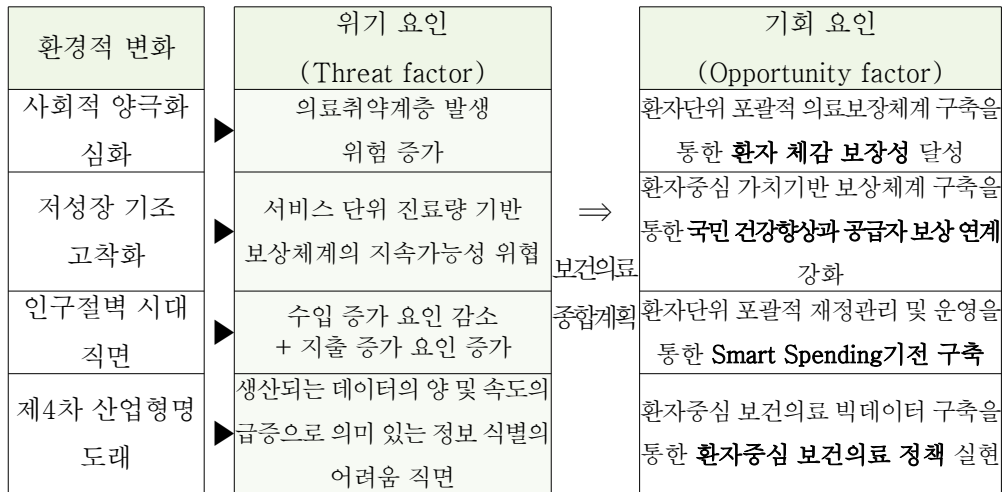 환경적 변화
위기 요인
(Threat factor)
기회 요인
(Opportunity factor)
사회적 양극화
심화
▶
의료취약계층 발생
위험 증가
환자단위 포괄적 의료보장체계 구축을
통한 환자 체감 보장성 달성
저성장 기조
고착화
▶
서비스 단위 진료량 기반
보상체계의 지속가능성 위협
⇒
보건의료
종합계획
환자중심 가치기반 보상체계 구축을
통한 국민 건강향상과 공급자 보상 연계
강화
인구절벽 시대
직면
▶
수입 증가 요인 감소
+ 지출 증가 요인 증가
환자단위 포괄적 재정관리 및 운영을
통한 Smart Spending기전 구축
제4차 산업형명
도래
▶
생산되는 데이터의 양 및 속도의
급증으로 의미 있는 정보 식별의
어려움 직면
환자중심 보건의료 빅데이터 구축을
통한 환자중심 보건의료 정책 실현